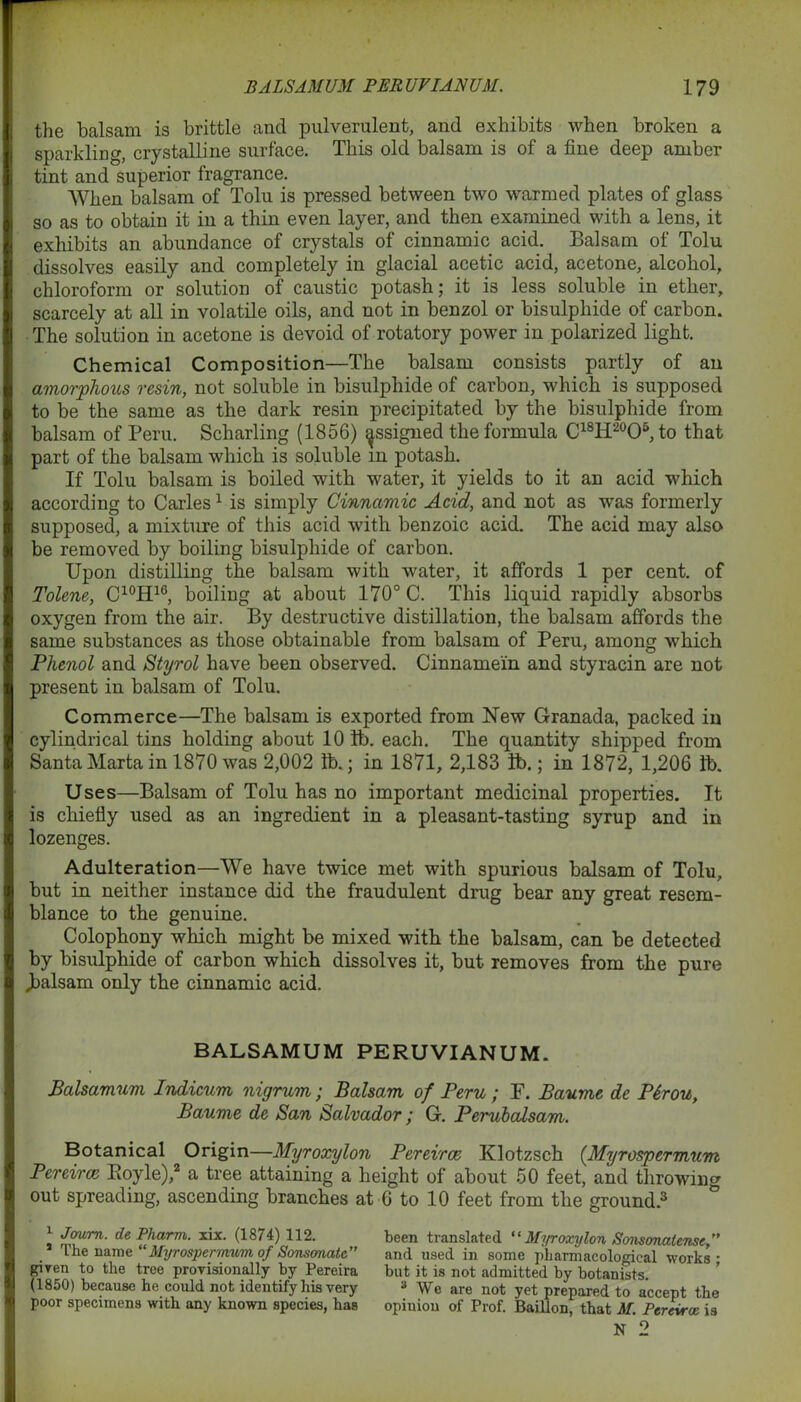 BALSAMUM PERUVIANUM. 179
the balsam is brittle and pulverulent, and exhibits when broken a
sparkling, crystalline surface. This old balsam is of a fine deep amber
tint and superior fragrance.
When balsam of Tolu is pressed between two warmed plates of glass
so as to obtain it in a thin even layer, and then examined with a lens, it
exhibits an abundance of crystals of cinnamic acid. Balsam of Tolu
dissolves easily and completely in glacial acetic acid, acetone, alcohol,
chloroform or solution of caustic potash; it is less soluble in ether,
scarcely at all in volatile oils, and not in benzol or bisulphide of carbon.
The solution in acetone is devoid of rotatory power in polarized light.
Chemical Composition—The balsam consists partly of an
amorphous resin, not soluble in bisulphide of carbon, which is supposed
to be the same as the dark resin precipitated by the bisulphide from
balsam of Peru. Scharling (1856) assigned the formula C¹⁸H²⁰O⁵, to that
part of the balsam which is soluble in potash.
If Tolu balsam is boiled with water, it yields to it an acid which
according to Carles¹ is simply Cinnamic Acid, and not as was formerly
supposed, a mixture of this acid with benzoic acid. The acid may also
be removed by boiling bisulphide of carbon.
Upon distilling the balsam with water, it affords 1 per cent. of
Tolene, C¹⁰H¹⁶, boiling at about 170° C. This liquid rapidly absorbs
oxygen from the air. By destructive distillation, the balsam affords the
same substances as those obtainable from balsam of Peru, among which
Phenol and Styrol have been observed. Cinnameïn and styracin are not
present in balsam of Tolu.
Commerce—The balsam is exported from New Granada, packed in
cylindrical tins holding about 10 ℔. each. The quantity shipped from
Santa Marta in 1870 was 2,002 ℔.; in 1871, 2,183 ℔.; in 1872, 1,206 ℔.
Uses—Balsam of Tolu has no important medicinal properties. It
is chiefly used as an ingredient in a pleasant-tasting syrup and in
lozenges.
Adulteration—We have twice met with spurious balsam of Tolu,
but in neither instance did the fraudulent drug bear any great resem-
blance to the genuine.
Colophony which might be mixed with the balsam, can be detected
by bisulphide of carbon which dissolves it, but removes from the pure
balsam only the cinnamic acid.
BALSAMUM PERUVIANUM.
Balsamum Indicum nigrum; Balsam of Peru; F. Baume de Pérou,
Baume de San Salvador; G. Perubalsam.
Botanical Origin—Myroxylon Pereiræ Klotzsch (Myrospermum
Pereiræ Royle),² a tree attaining a height of about 50 feet, and throwing
out spreading, ascending branches at 6 to 10 feet from the ground.³
¹ Journ. de Pharm. xix. (1874) 112.
² The name “Myrospermum of Sonsonate”
given to the tree provisionally by Pereira
(1850) because he could not identify his very
poor specimens with any known species, has
been translated “Myroxylon Sonsonatense,”
and used in some pharmacological works;
but it is not admitted by botanists.
³ We are not yet prepared to accept the
opinion of Prof. Baillon, that M. Pereiræ is
N 2